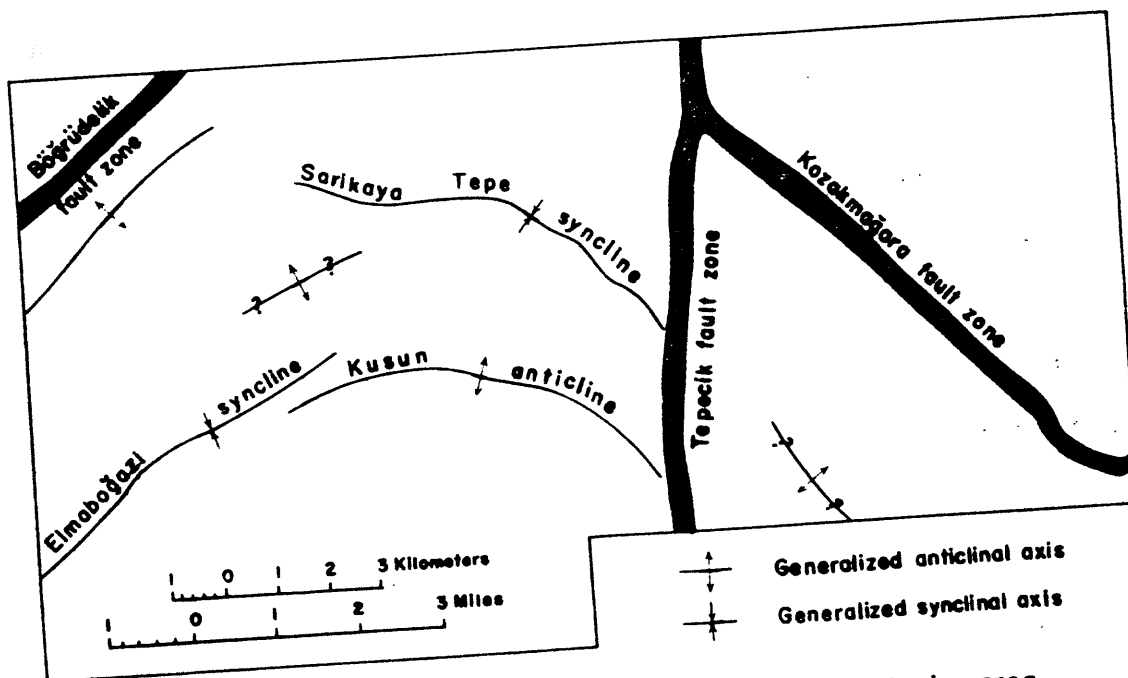 Böğrüdelik
fault zone
Sarikaya Tepe syncline
Kozakmağara fault zone
Tepecik fault zone
?
?
Kusun anticline
Elmaboğazi syncline
?
?
1 0 1 2 3 Kilometers
1 0 1 2 3 Miles
Generalized anticlinal axis
Generalized synclinal axis